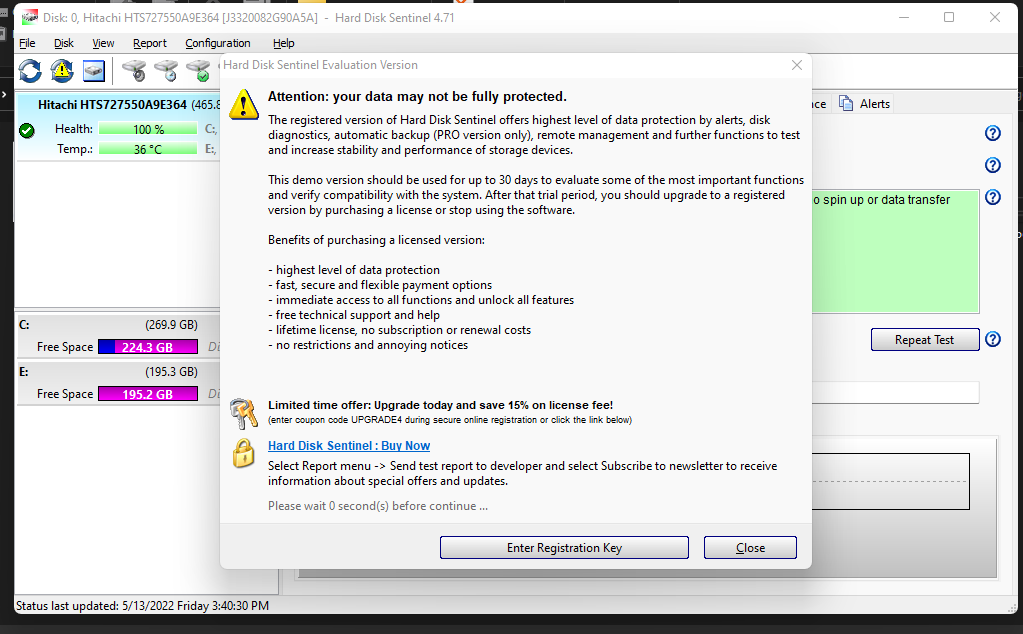 Disk: 0, Hitachi HTS727550A9E364 [J3320082G90A5A] - Hard Disk Sentinel 4.71
File Disk View Report Configuration Help
Hard Disk Sentinel Evaluation Version
Hitachi HTS727550A9E364 (465.8
Health: 100 % C:,
Temp.: 36 °C E:,
Alerts
Attention: your data may not be fully protected.
The registered version of Hard Disk Sentinel offers highest level of data protection by alerts, disk
diagnostics, automatic backup (PRO version only), remote management and further functions to test
and increase stability and performance of storage devices.
This demo version should be used for up to 30 days to evaluate some of the most important functions
and verify compatibility with the system. After that trial period, you should upgrade to a registered
version by purchasing a license or stop using the software.
o spin up or data transfer
Benefits of purchasing a licensed version:
- highest level of data protection
- fast, secure and flexible payment options
- immediate access to all functions and unlock all features
- free technical support and help
- lifetime license, no subscription or renewal costs
- no restrictions and annoying notices
C: (269.9 GB)
Free Space 224.3 GB
E: (195.3 GB)
Free Space 195.2 GB
Repeat Test
Limited time offer: Upgrade today and save 15% on license fee!
(enter coupon code UPGRADE4 during secure online registration or click the link below)
Hard Disk Sentinel : Buy Now
Select Report menu -> Send test report to developer and select Subscribe to newsletter to receive
information about special offers and updates.
Please wait 0 second(s) before continue ...
Enter Registration Key
Close
Status last updated: 5/13/2022 Friday 3:40:30 PM